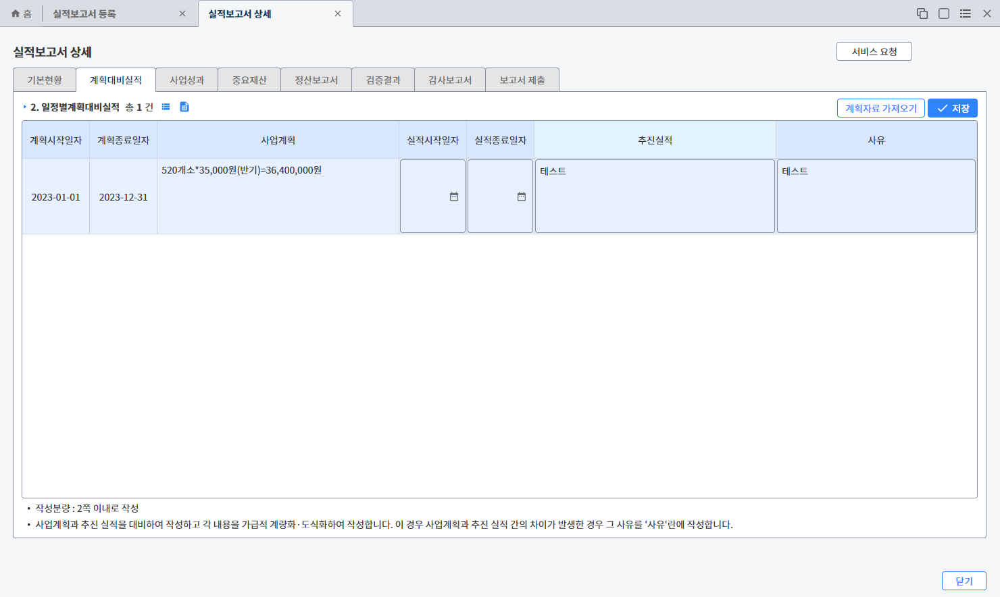 홈 실적보고서 등록 실적보고서 상세
실적보고서 상세 서비스 요청
기본현황 계획대비실적 사업성과 중요재산 정산보고서 검증결과 감사보고서 보고서 제출
2. 일정별계획대비실적 총 1 건 계획자료 가져오기 저장
계획시작일자 계획종료일자 사업계획 실적시작일자 실적종료일자 추진실적 사유
2023-01-01 2023-12-31 520개소*35,000원(반기)=36,400,000원 테스트 테스트
• 작성분량 : 2쪽 이내로 작성
• 사업계획과 추진 실적을 대비하여 작성하고 각 내용을 가급적 계량화·도식화하여 작성합니다. 이 경우 사업계획과 추진 실적 간의 차이가 발생한 경우 그 사유를 '사유'란에 작성합니다.
닫기